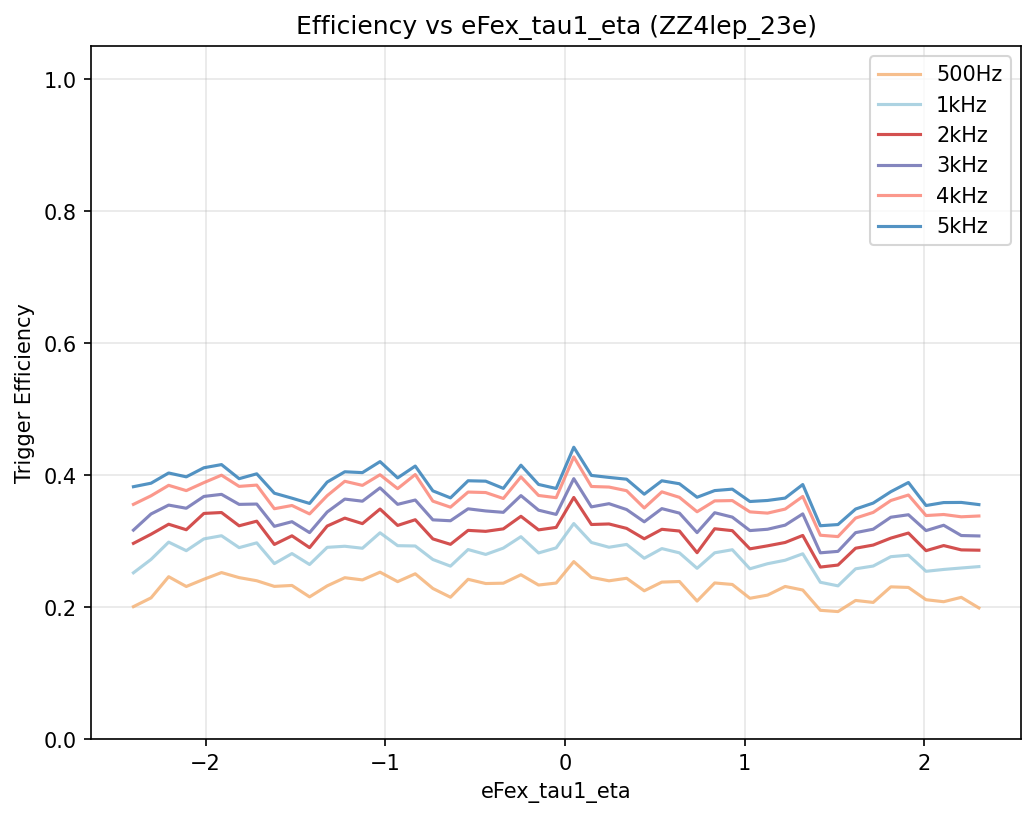 Efficiency vs eFex_tau1_eta (ZZ4lep_23e)
500Hz
1kHz
2kHz
3kHz
4kHz
5kHz
1.0
0.8
0.6
0.4
0.2
0.0
Trigger Efficiency
−2
−1
0
1
2
eFex_tau1_eta